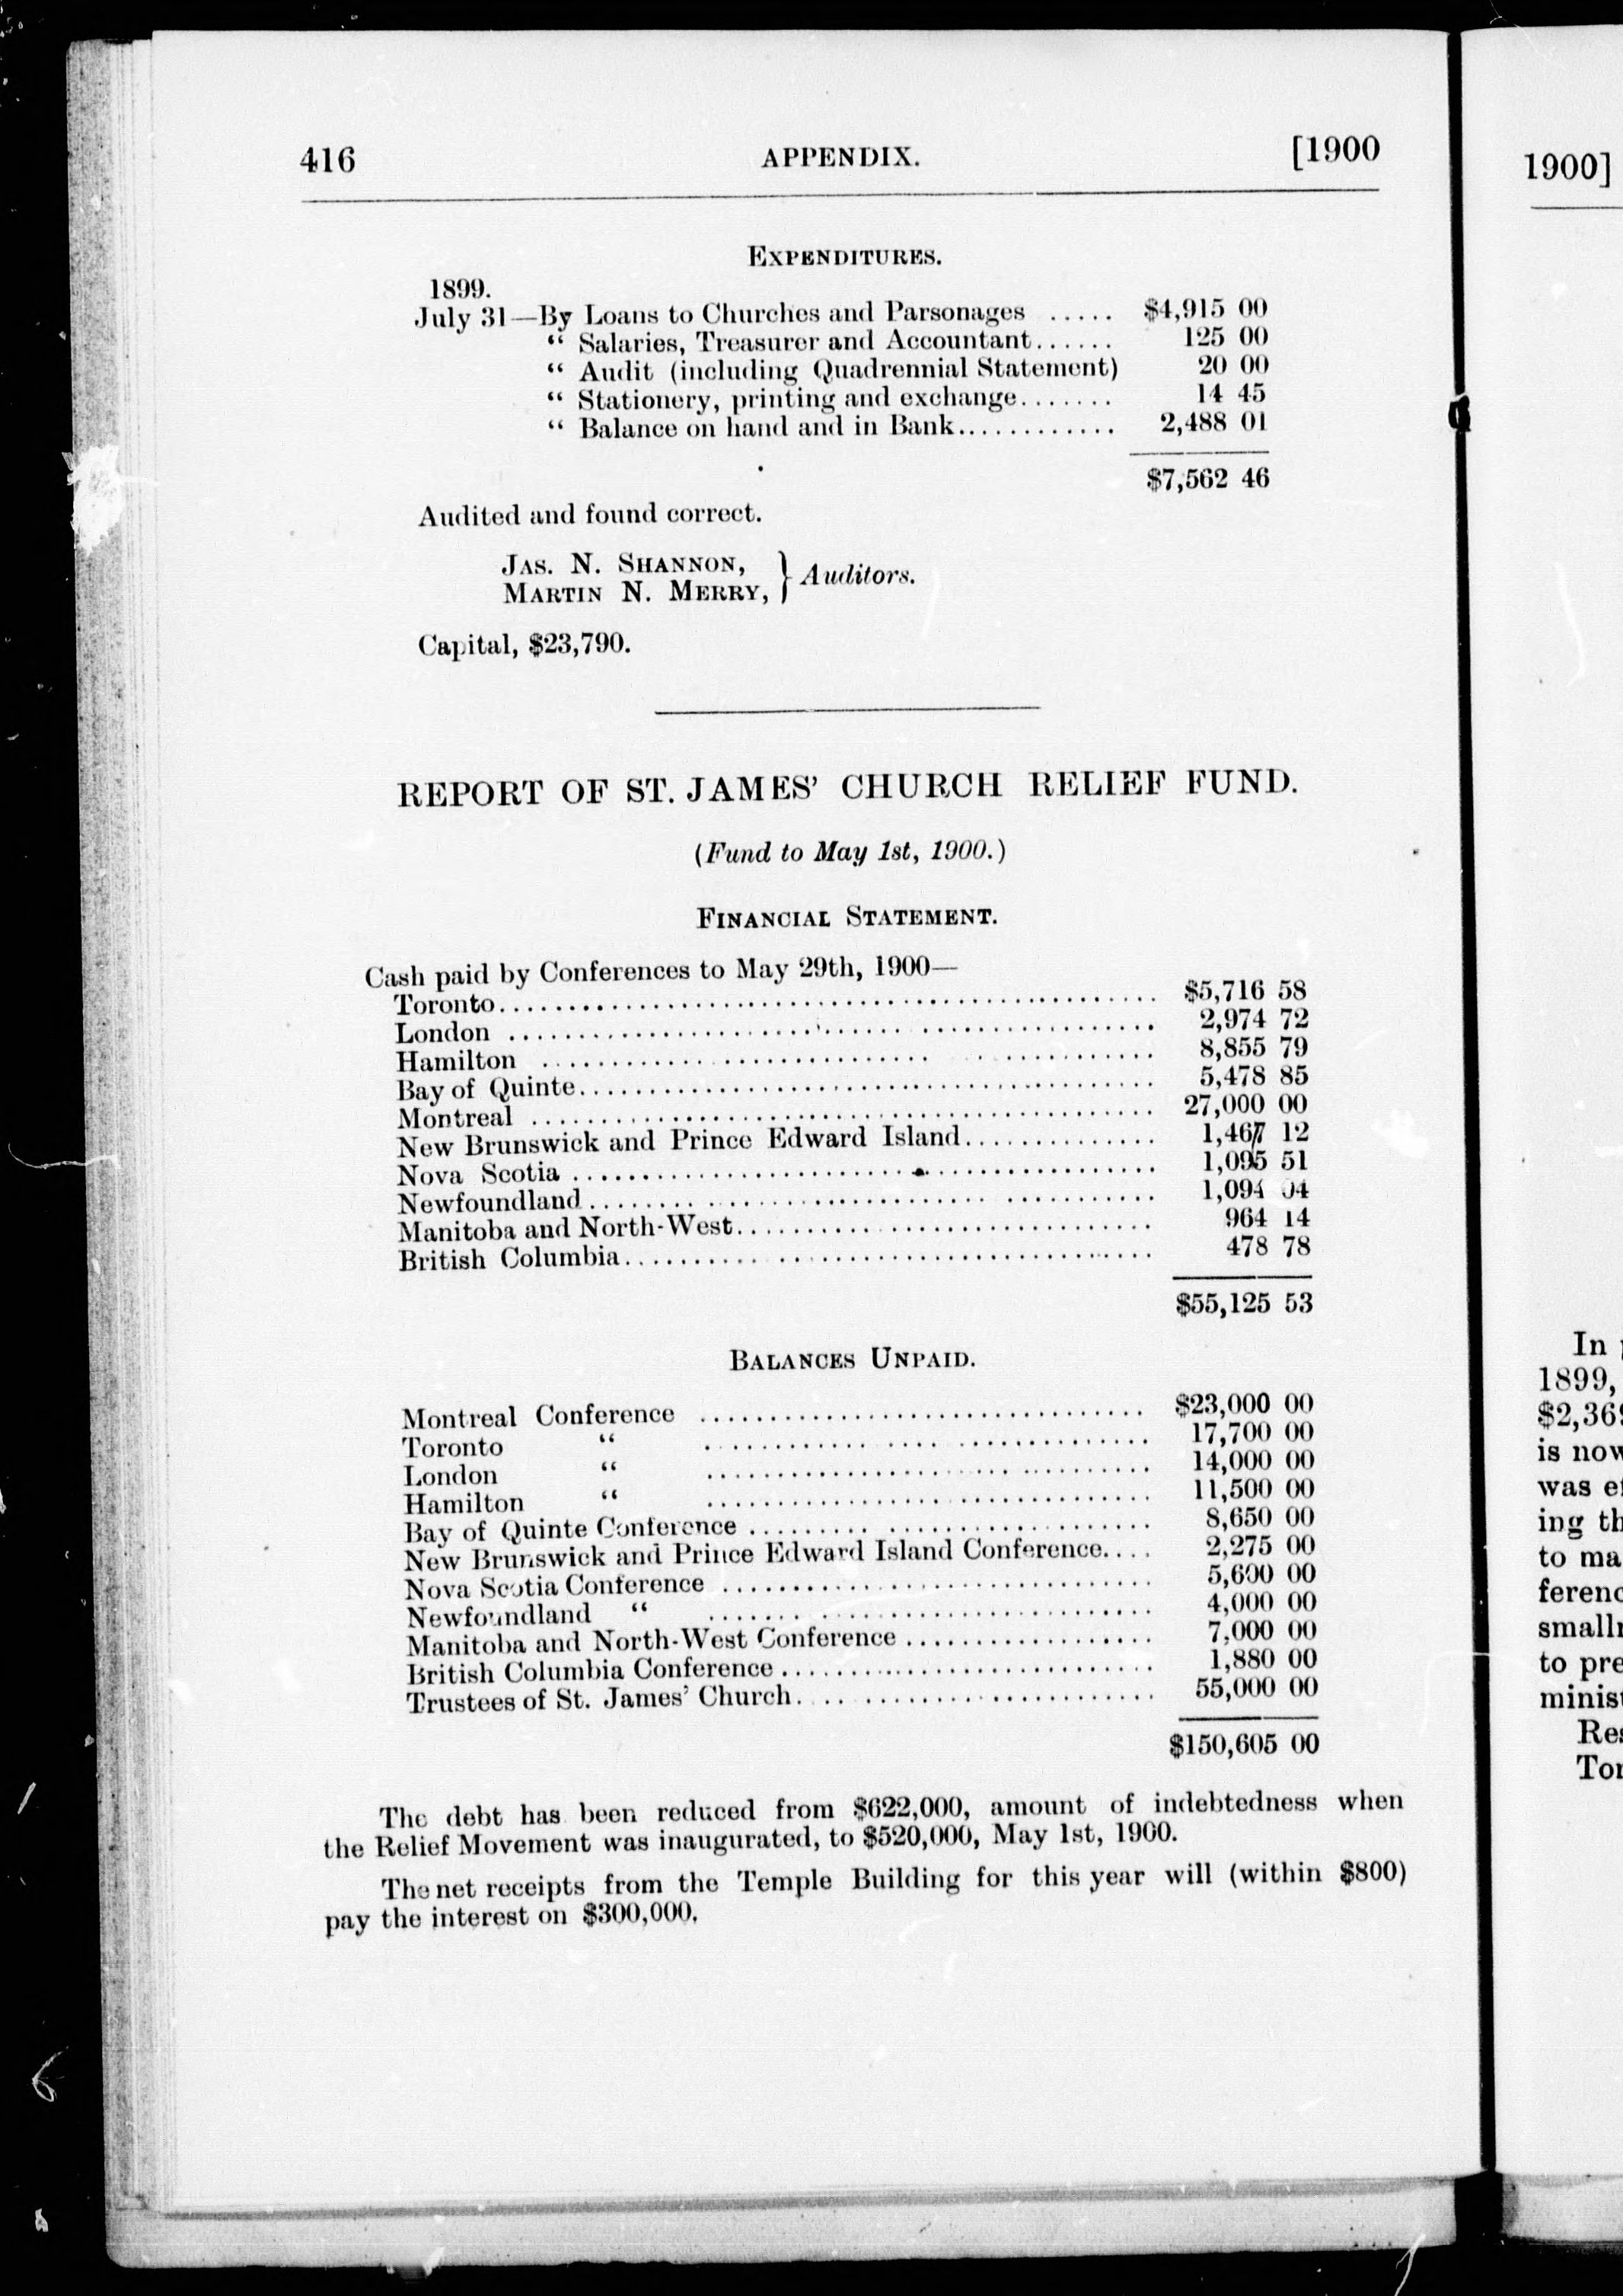 416 APPENDIX. [1900
EXPENDITURES.
1899.
July 31—By Loans to Churches and Parsonages ..... $4,915 00
“ Salaries, Treasurer and Accountant...... 125 00
“ Audit (including Quadrennial Statement) 20 00
“ Stationery, printing and exchange....... 14 45
“ Balance on hand and in Bank............ 2,488 01
$7,562 46
Audited and found correct.
JAS. N. SHANNON,
MARTIN N. MERRY, } Auditors.
Capital, $23,790.
REPORT OF ST. JAMES’ CHURCH RELIEF FUND.
(Fund to May 1st, 1900.)
FINANCIAL STATEMENT.
Cash paid by Conferences to May 29th, 1900—
Toronto.................................................. $5,716 58
London .................................................. 2,974 72
Hamilton ................................................ 8,855 79
Bay of Quinte........................................... 5,478 85
Montreal ................................................ 27,000 00
New Brunswick and Prince Edward Island.............. 1,467 12
Nova Scotia ............................................. 1,095 51
Newfoundland........................................... 1,094 04
Manitoba and North-West............................... 964 14
British Columbia........................................ 478 78
$55,125 53
BALANCES UNPAID.
Montreal Conference ................................ $23,000 00
Toronto “ ................................ 17,700 00
London “ ................................ 14,000 00
Hamilton “ ................................ 11,500 00
Bay of Quinte Conference .............................. 8,650 00
New Brunswick and Prince Edward Island Conference.... 2,275 00
Nova Scotia Conference ................................ 5,600 00
Newfoundland “ ................................ 4,000 00
Manitoba and North-West Conference .................. 7,000 00
British Columbia Conference ........................... 1,880 00
Trustees of St. James’ Church.......................... 55,000 00
$150,605 00
The debt has been reduced from $622,000, amount of indebtedness when
the Relief Movement was inaugurated, to $520,000, May 1st, 1900.
The net receipts from the Temple Building for this year will (within $800)
pay the interest on $300,000.
1900]
In
1899,
$2,36
is now
was
ing
to ma
ferenc
small
to pre
minis
Res
Tor